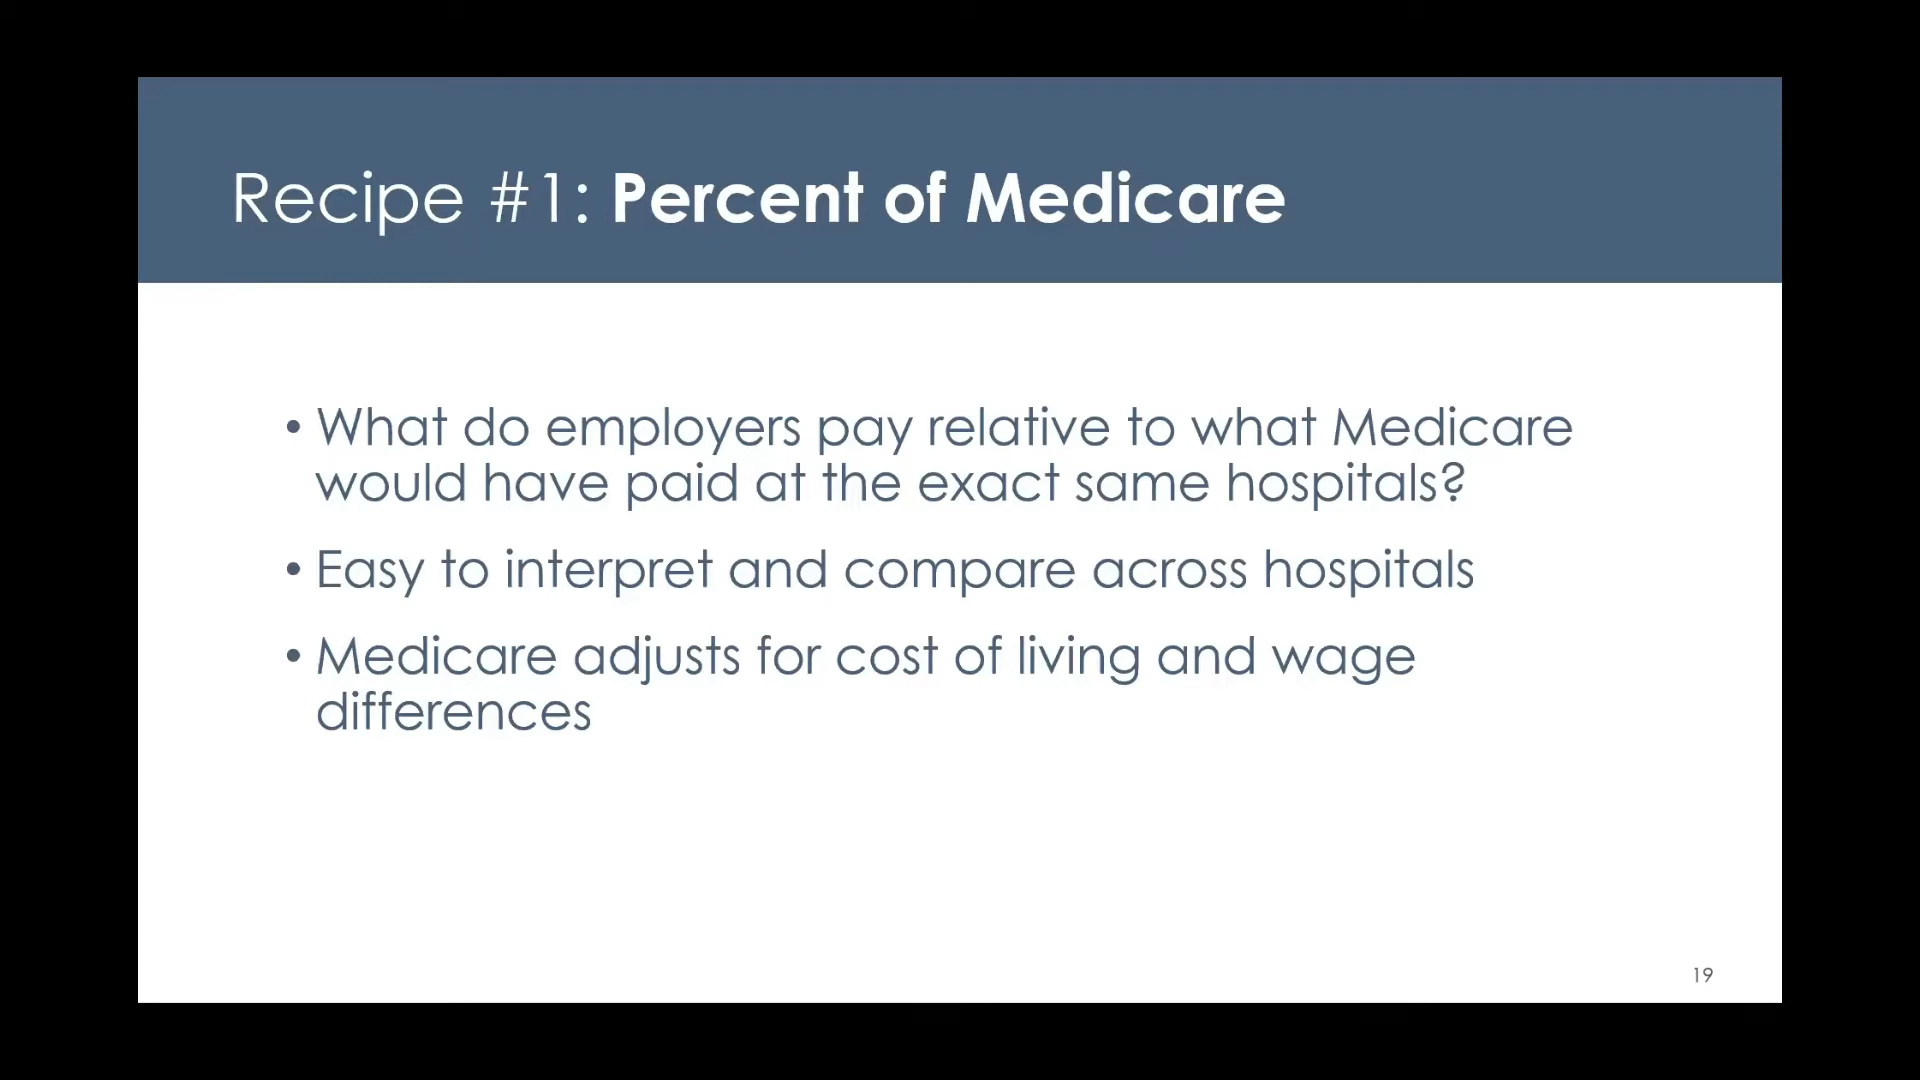 Recipe #1: Percent of Medicare
• What do employers pay relative to what Medicare
would have paid at the exact same hospitals?
• Easy to interpret and compare across hospitals
• Medicare adjusts for cost of living and wage
differences
19